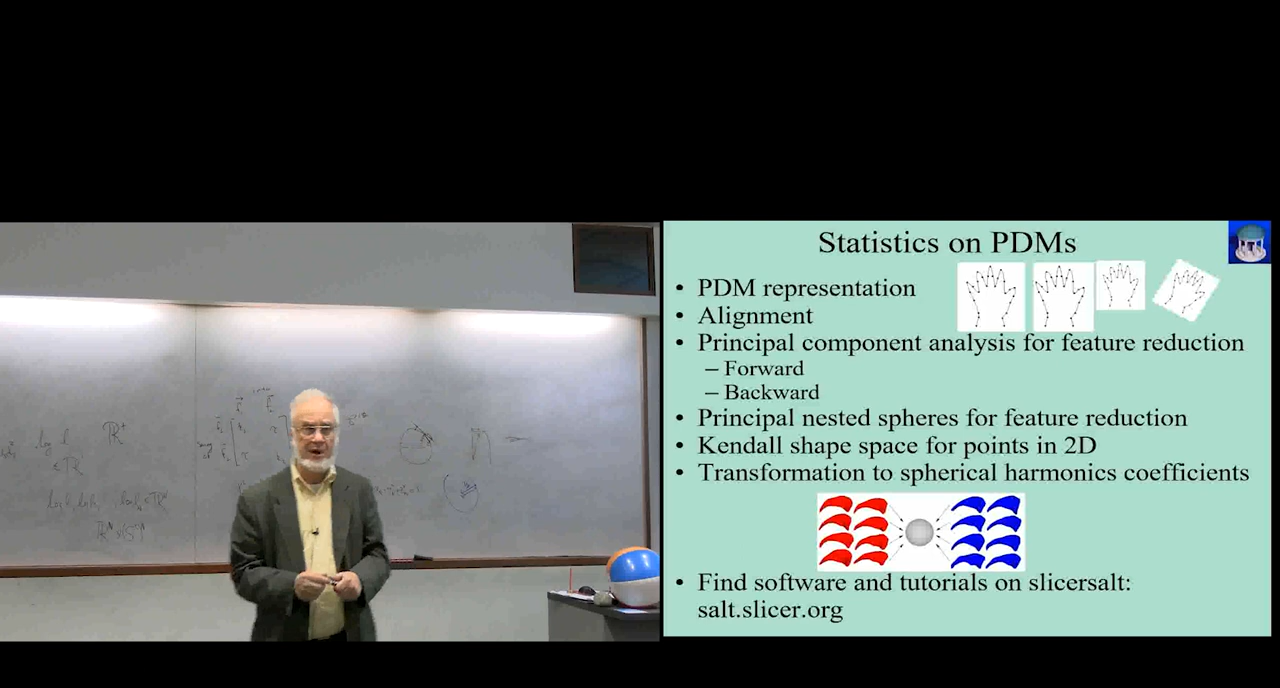 Statistics on PDMs
• PDM representation
• Alignment
• Principal component analysis for feature reduction
– Forward
– Backward
• Principal nested spheres for feature reduction
• Kendall shape space for points in 2D
• Transformation to spherical harmonics coefficients
• Find software and tutorials on slicersalt:
salt.slicer.org
log l
ℝ⁺
∈ ℝ